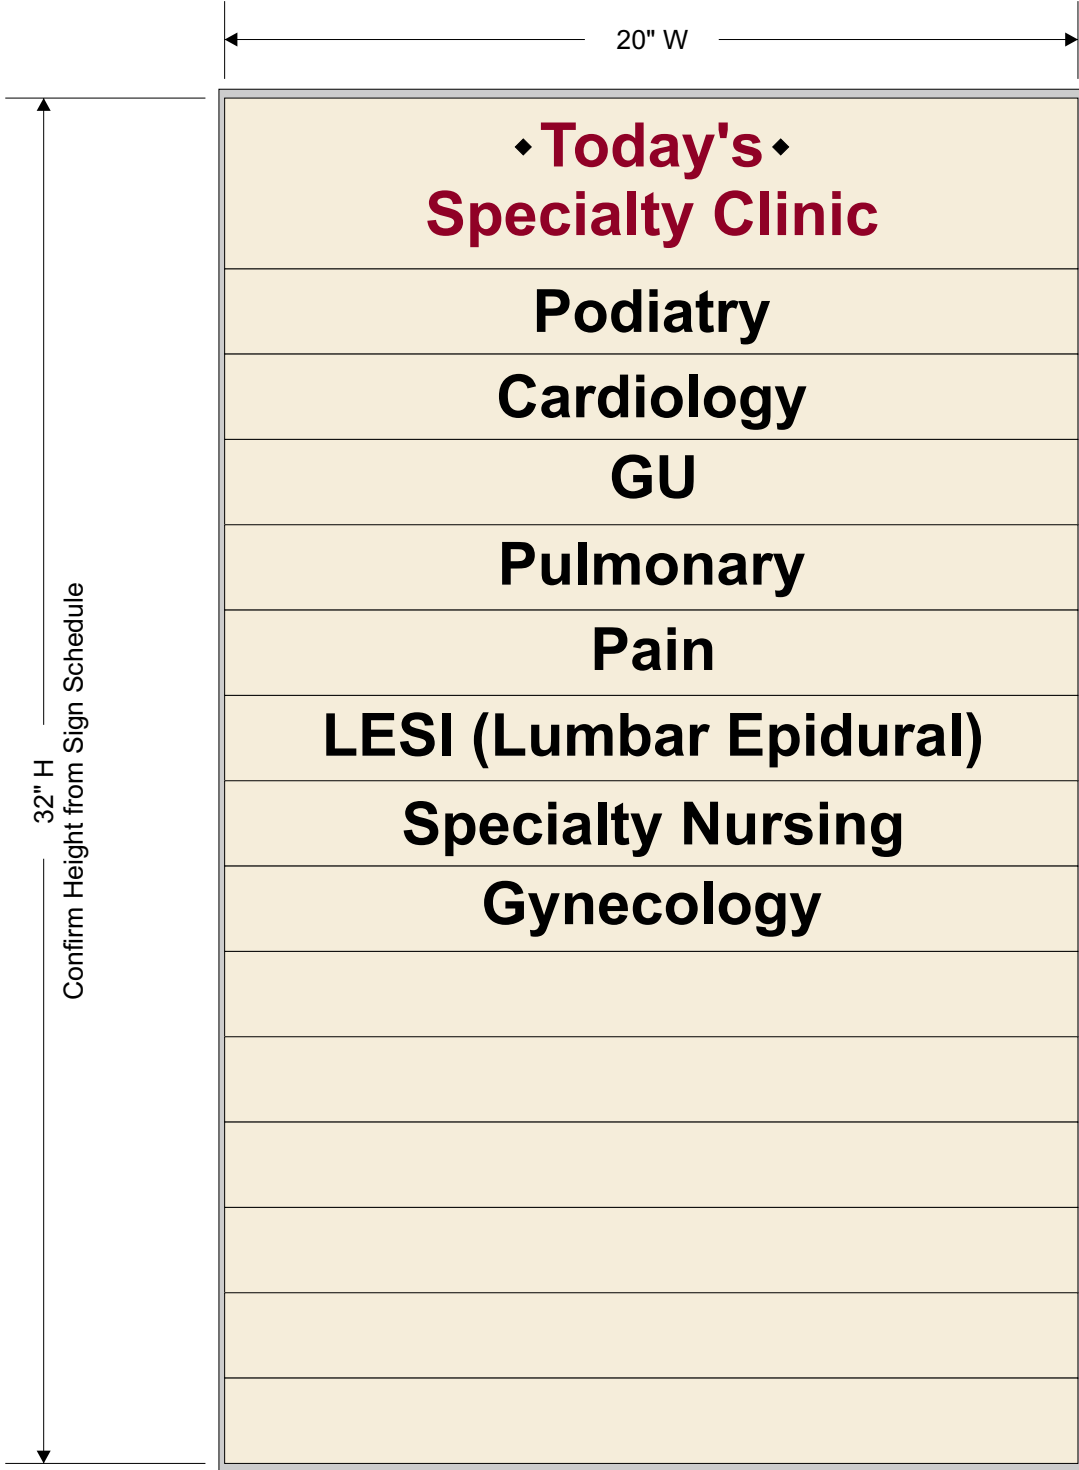 20" W
Today's
Specialty Clinic
Podiatry
Cardiology
GU
Pulmonary
Pain
LESI (Lumbar Epidural)
Specialty Nursing
Gynecology
32" H
Confirm Height from Sign Schedule